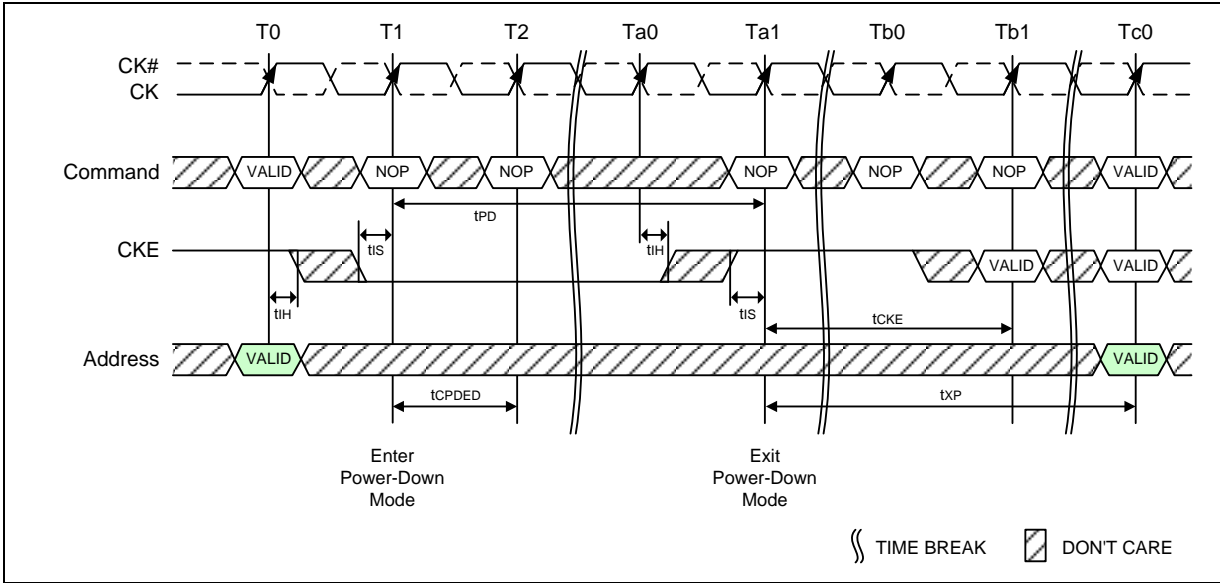 T0 T1 T2 Ta0 Ta1 Tb0 Tb1 Tc0
CK#
CK
Command VALID NOP NOP NOP NOP NOP VALID
tPD
tIS tIH
CKE VALID VALID
tIH tIS
tCKE
Address VALID VALID
tCPDED tXP
Enter
Power-Down
Mode
Exit
Power-Down
Mode
TIME BREAK DON'T CARE